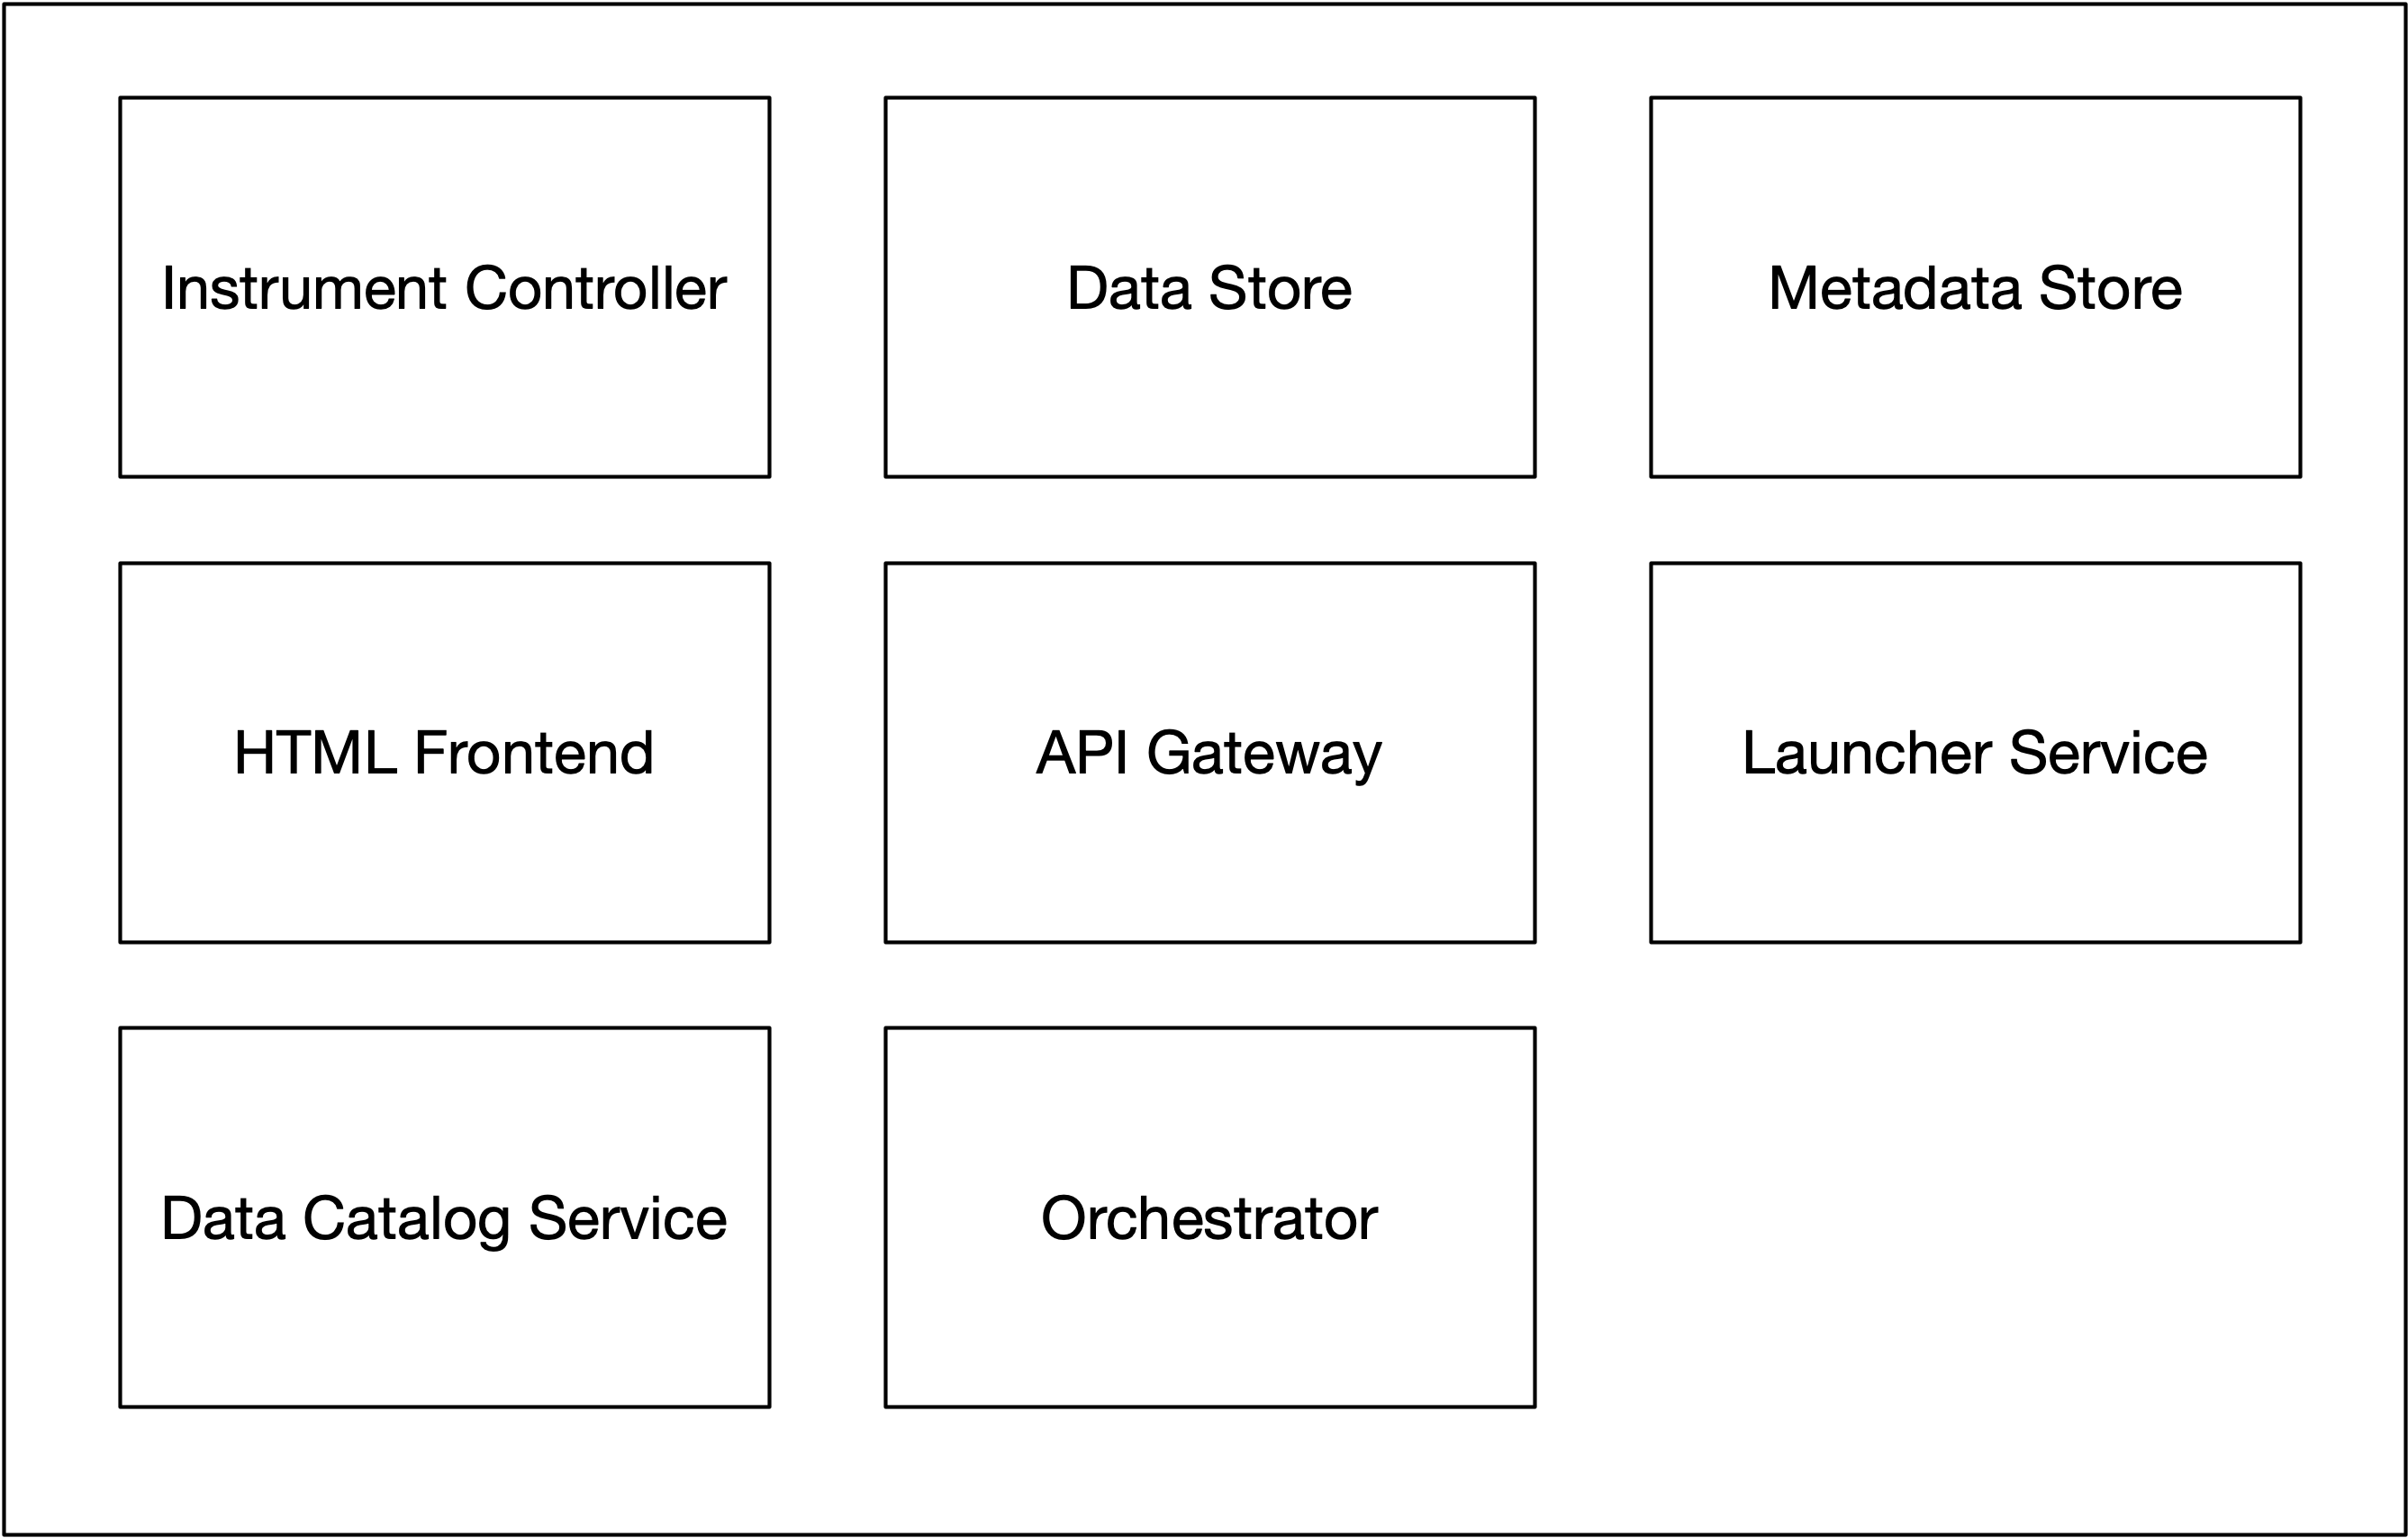 Instrument Controller
Data Store
Metadata Store
HTML Frontend
API Gateway
Launcher Service
Data Catalog Service
Orchestrator